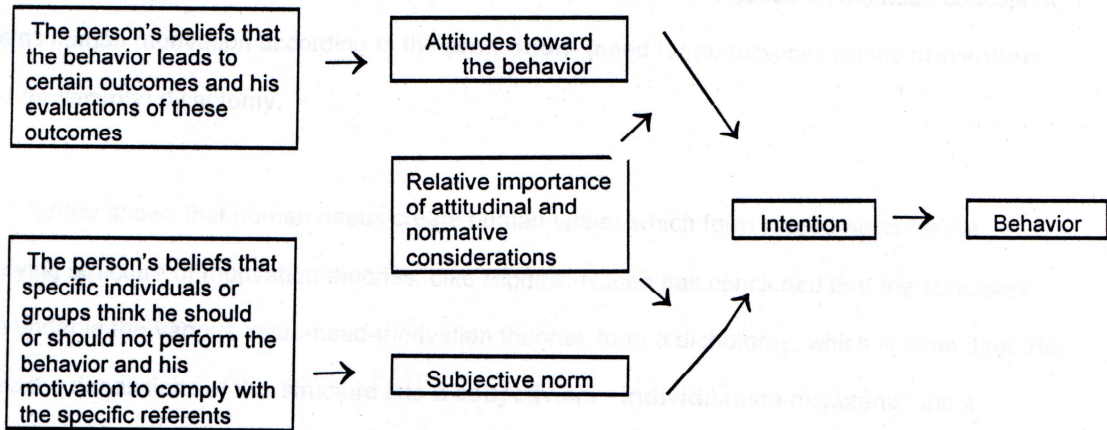 The person's beliefs that
the behavior leads to
certain outcomes and his
evaluations of these
outcomes
Attitudes toward
the behavior
Relative importance
of attitudinal and
normative
considerations
Intention
Behavior
The person's beliefs that
specific individuals or
groups think he should
or should not perform the
behavior and his
motivation to comply with
the specific referents
Subjective norm